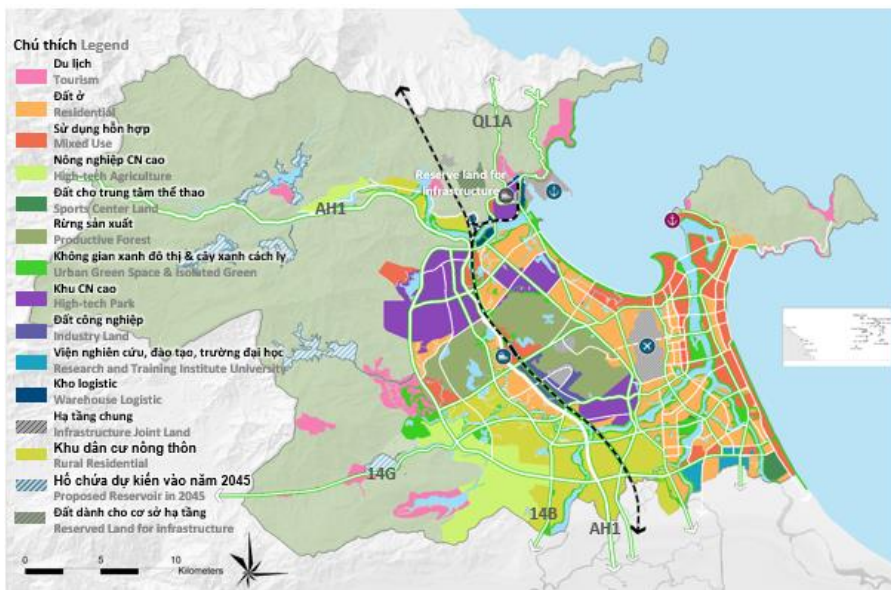 Chú thích Legend
Du lịch
Tourism
Đất ở
Residential
Sử dụng hỗn hợp
Mixed Use
Nông nghiệp CN cao
High-tech Agriculture
Đất cho trung tâm thể thao
Sports Center Land
Rừng sản xuất
Productive Forest
Không gian xanh đô thị & cây xanh cách ly
Urban Green Space & Isolated Green
Khu CN cao
High-tech Park
Đất công nghiệp
Industry Land
Viện nghiên cứu, đào tạo, trường đại học
Research and Training Institute University
Kho logistic
Warehouse Logistic
Hạ tầng chung
Infrastructure Joint Land
Khu dân cư nông thôn
Rural Residential
Hồ chứa dự kiến vào năm 2045
Proposed Reservoir in 2045
Đất dành cho cơ sở hạ tầng
Reserved Land for infrastructure
0 5 10
Kilometers
QL1A
Reserve land for
infrastructure
AH1
14G
14B
AH1